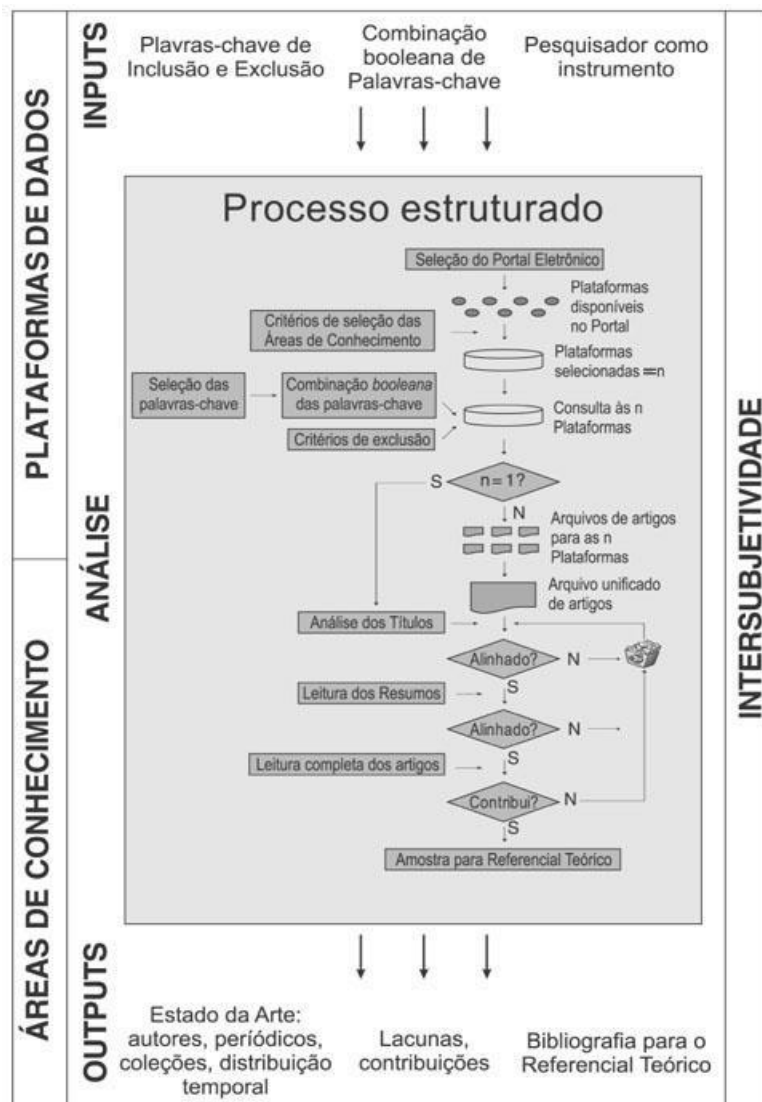 PLATAFORMAS DE DADOS
ÁREAS DE CONHECIMENTO
INPUTS
Plavras-chave de
Inclusão e Exclusão
Combinação
booleana de
Palavras-chave
Pesquisador como
instrumento
ANÁLISE
Processo estruturado
Seleção do Portal Eletrônico
Plataformas
disponíveis
no Portal
Critérios de seleção das
Áreas de Conhecimento
Plataformas
selecionadas =n
Seleção das
palavras-chave
Combinação booleana
das palavras-chave
Critérios de exclusão
Consulta às n
Plataformas
S
n = 1?
N
Arquivos de artigos
para as n
Plataformas
Arquivo unificado
de artigos
Análise dos Títulos
Alinhado?
N
S
Leitura dos Resumos
Alinhado?
N
S
Leitura completa dos artigos
Contribui?
N
S
Amostra para Referencial Teórico
OUTPUTS
Estado da Arte:
autores, períódicos,
coleções, distribuição
temporal
Lacunas,
contribuições
Bibliografia para o
Referencial Teórico
INTERSUBJETIVIDADE